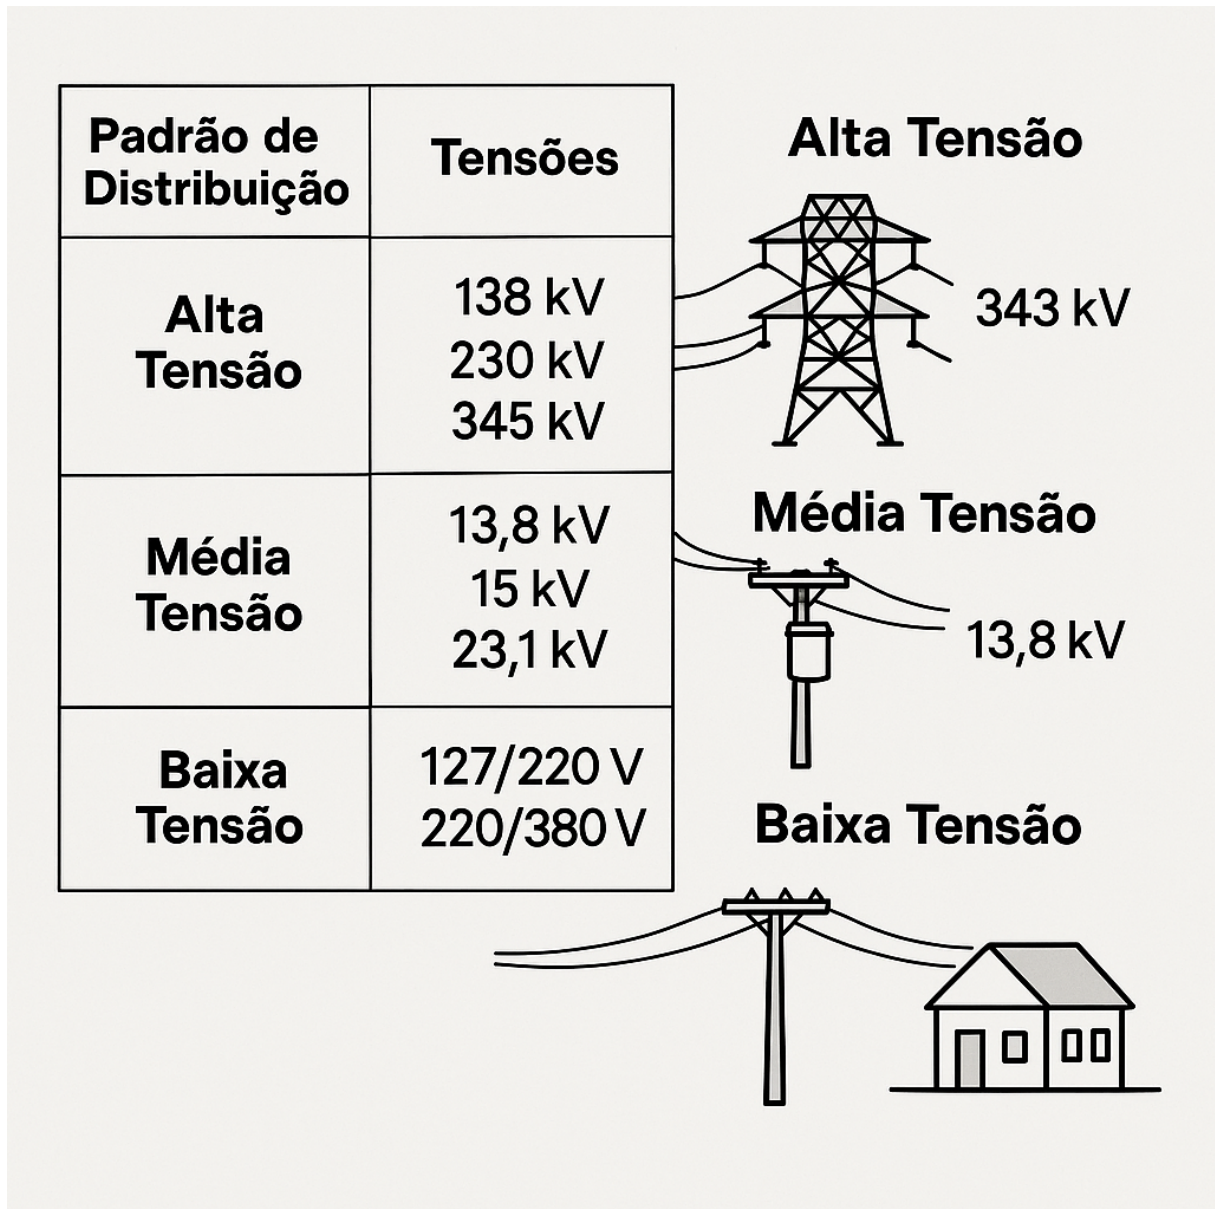 Padrão de
Distribuição
Tensões
Alta
Tensão
138 kV
230 kV
345 kV
Média
Tensão
13,8 kV
15 kV
23,1 kV
Baixa
Tensão
127/220 V
220/380 V
Alta Tensão
343 kV
Média Tensão
13,8 kV
Baixa Tensão